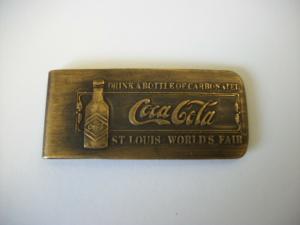 DRINK A BOTTLE OF CARBONATED
Coca-Cola
ST LOUIS WORLD'S FAIR